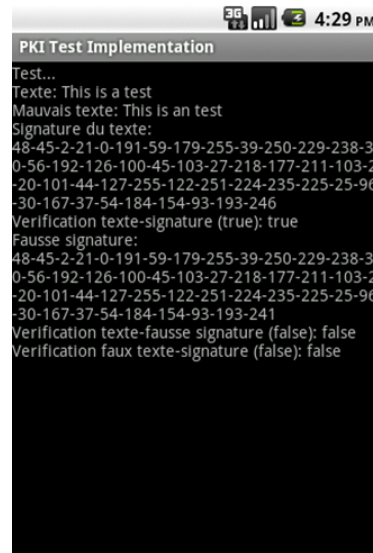 3G 4:29 PM
PKI Test Implementation
Test...
Texte: This is a test
Mauvais texte: This is an test
Signature du texte:
48-45-2-21-0-191-59-179-255-39-250-229-238-3
0-56-192-126-100-45-103-27-218-177-211-103-2
-20-101-44-127-255-122-251-224-235-225-25-96
-30-167-37-54-184-154-93-193-246
Verification texte-signature (true): true
Fausse signature:
48-45-2-21-0-191-59-179-255-39-250-229-238-3
0-56-192-126-100-45-103-27-218-177-211-103-2
-20-101-44-127-255-122-251-224-235-225-25-96
-30-167-37-54-184-154-93-193-241
Verification texte-fausse signature (false): false
Verification faux texte-signature (false): false